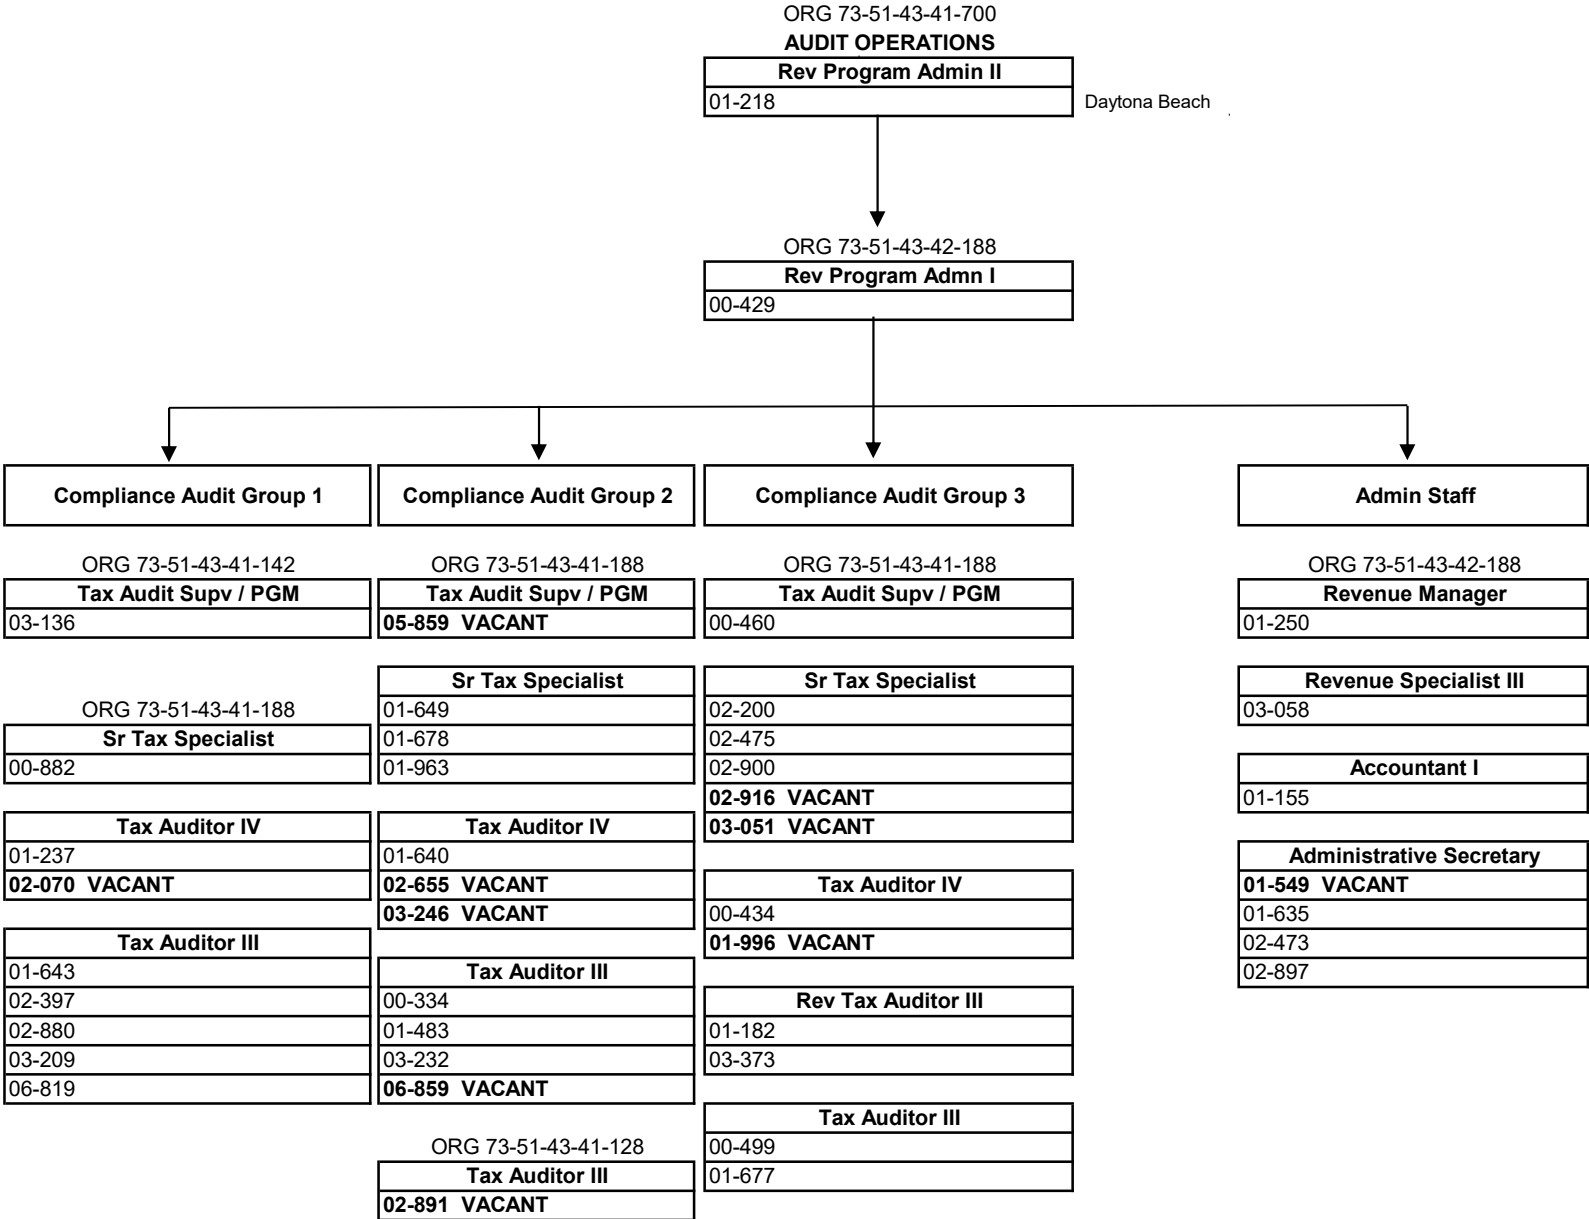 ORG 73-51-43-41-700
AUDIT OPERATIONS
Rev Program Admin II
01-218
Daytona Beach
ORG 73-51-43-42-188
Rev Program Admn I
00-429
Compliance Audit Group 1
ORG 73-51-43-41-142
Tax Audit Supv / PGM
03-136
ORG 73-51-43-41-188
Sr Tax Specialist
00-882
Tax Auditor IV
01-237
02-070 VACANT
Tax Auditor III
01-643
02-397
02-880
03-209
06-819
Compliance Audit Group 2
ORG 73-51-43-41-188
Tax Audit Supv / PGM
05-859 VACANT
Sr Tax Specialist
01-649
01-678
01-963
Tax Auditor IV
01-640
02-655 VACANT
03-246 VACANT
Tax Auditor III
00-334
01-483
03-232
06-859 VACANT
ORG 73-51-43-41-128
Tax Auditor III
02-891 VACANT
Compliance Audit Group 3
ORG 73-51-43-41-188
Tax Audit Supv / PGM
00-460
Sr Tax Specialist
02-200
02-475
02-900
02-916 VACANT
03-051 VACANT
Tax Auditor IV
00-434
01-996 VACANT
Rev Tax Auditor III
01-182
03-373
Tax Auditor III
00-499
01-677
Admin Staff
ORG 73-51-43-42-188
Revenue Manager
01-250
Revenue Specialist III
03-058
Accountant I
01-155
Administrative Secretary
01-549 VACANT
01-635
02-473
02-897